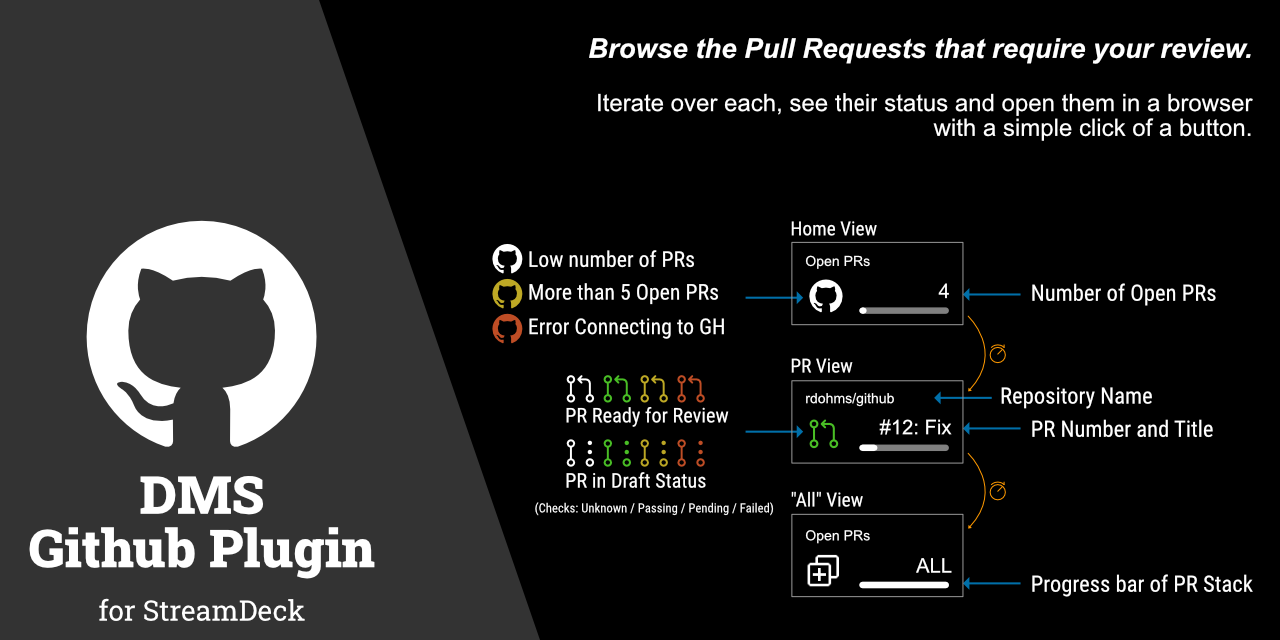 Browse the Pull Requests that require your review.
Iterate over each, see their status and open them in a browser
with a simple click of a button.
DMS
Github Plugin
for StreamDeck
Low number of PRs
More than 5 Open PRs
Error Connecting to GH
PR Ready for Review
PR in Draft Status
(Checks: Unknown / Passing / Pending / Failed)
Home View
Open PRs
4
Number of Open PRs
PR View
rdohms/github
#12: Fix
Repository Name
PR Number and Title
"All" View
Open PRs
ALL
Progress bar of PR Stack